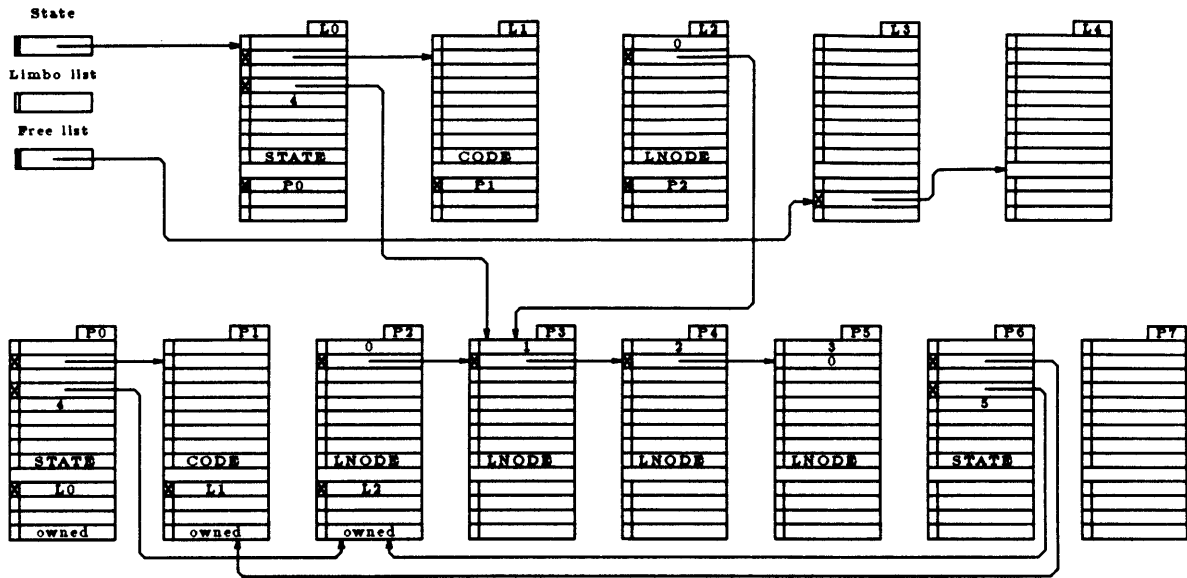 State
Limbo list
Free list
L0
L1
L2
L3
L4
0
4
STATE
CODE
LNODE
P0
P1
P2
P0
P1
P2
P3
P4
P5
P6
P7
0
1
2
3
0
4
5
STATE
CODE
LNODE
LNODE
LNODE
LNODE
STATE
L0
L1
L2
owned
owned
owned